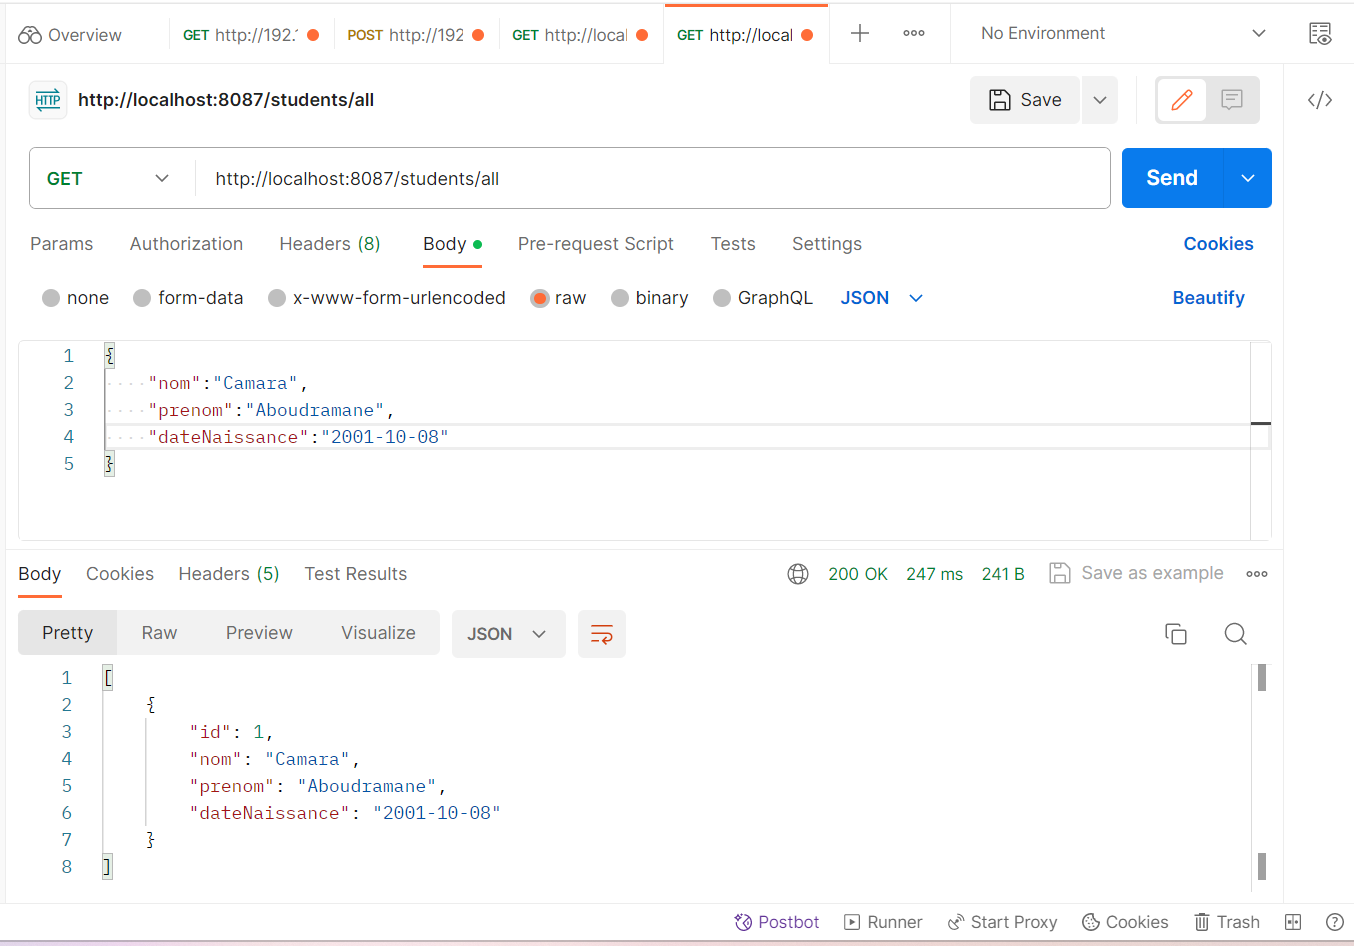 Overview GET http://192. POST http://192 GET http://local GET http://local No Environment
HTTP http://localhost:8087/students/all Save </>
GET http://localhost:8087/students/all Send
Params Authorization Headers (8) Body Pre-request Script Tests Settings Cookies
none form-data x-www-form-urlencoded raw binary GraphQL JSON Beautify
1 {
2 "nom":"Camara",
3 "prenom":"Aboudramane",
4 "dateNaissance":"2001-10-08"
5 }
Body Cookies Headers (5) Test Results 200 OK 247 ms 241 B Save as example
Pretty Raw Preview Visualize JSON
1 [
2 {
3 "id": 1,
4 "nom": "Camara",
5 "prenom": "Aboudramane",
6 "dateNaissance": "2001-10-08"
7 }
8 ]
Postbot Runner Start Proxy Cookies Trash